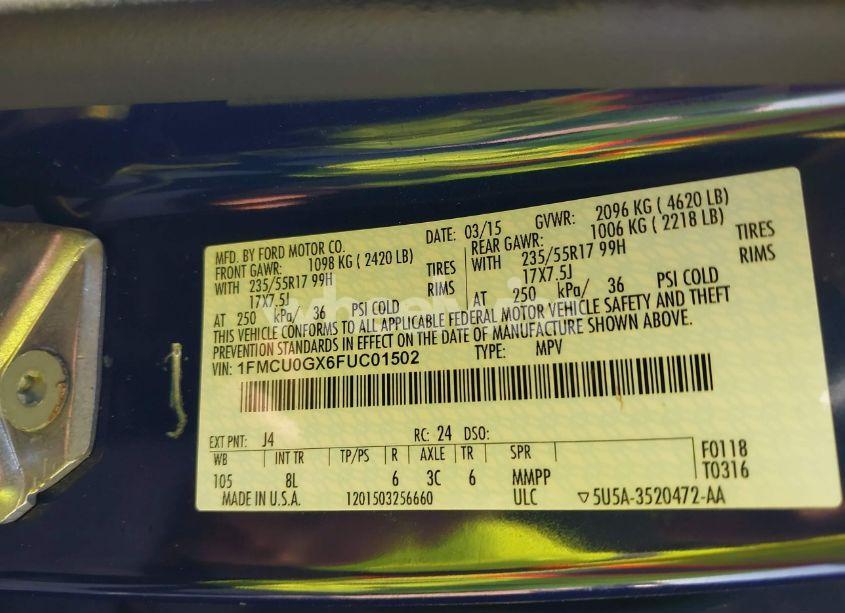 MFD. BY FORD MOTOR CO. DATE: 03/15 GVWR: 2096 KG ( 4620 LB)
FRONT GAWR: 1098 KG ( 2420 LB) REAR GAWR: 1006 KG ( 2218 LB)
WITH 235/55R17 99H TIRES WITH 235/55R17 99H TIRES
17X7.5J RIMS 17X7.5J RIMS
AT 250 kPa/ 36 PSI COLD AT 250 kPa/ 36 PSI COLD
THIS VEHICLE CONFORMS TO ALL APPLICABLE FEDERAL MOTOR VEHICLE SAFETY AND THEFT
PREVENTION STANDARDS IN EFFECT ON THE DATE OF MANUFACTURE SHOWN ABOVE.
VIN: 1FMCU0GX6FUC01502 TYPE: MPV
EXT PNT: J4 RC: 24 DSO:
WB INT TR TP/PS R AXLE TR SPR F0118
105 8L 6 3C 6 MMPP T0316
MADE IN U.S.A. 1201503256660 ULC ▽5U5A-3520472-AA